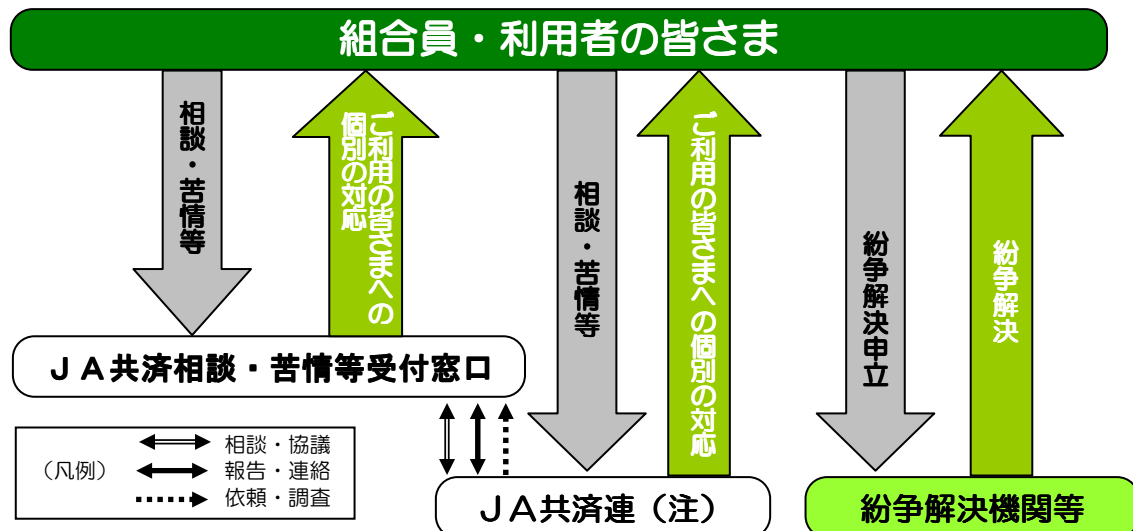 組合員・利用者の皆さま
相談・苦情等
ご利用の皆さまへの
個別の対応
相談・苦情等
ご利用の皆さまへの個別の対応
紛争解決申立
紛争解決
ＪＡ共済相談・苦情等受付窓口
（凡例）
相談・協議
報告・連絡
依頼・調査
ＪＡ共済連（注）
紛争解決機関等